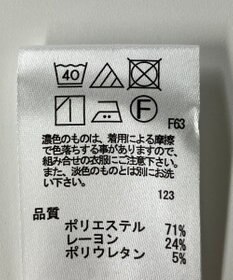 40
F
F63
濃色のものは、着用による摩擦
で色落ちする事がありますので、
組み合せの衣服にご注意下さい。
また、淡色のものとは別にお洗
い下さい。
123
品質
ポリエステル 71%
レーヨン 24%
ポリウレタン 5%